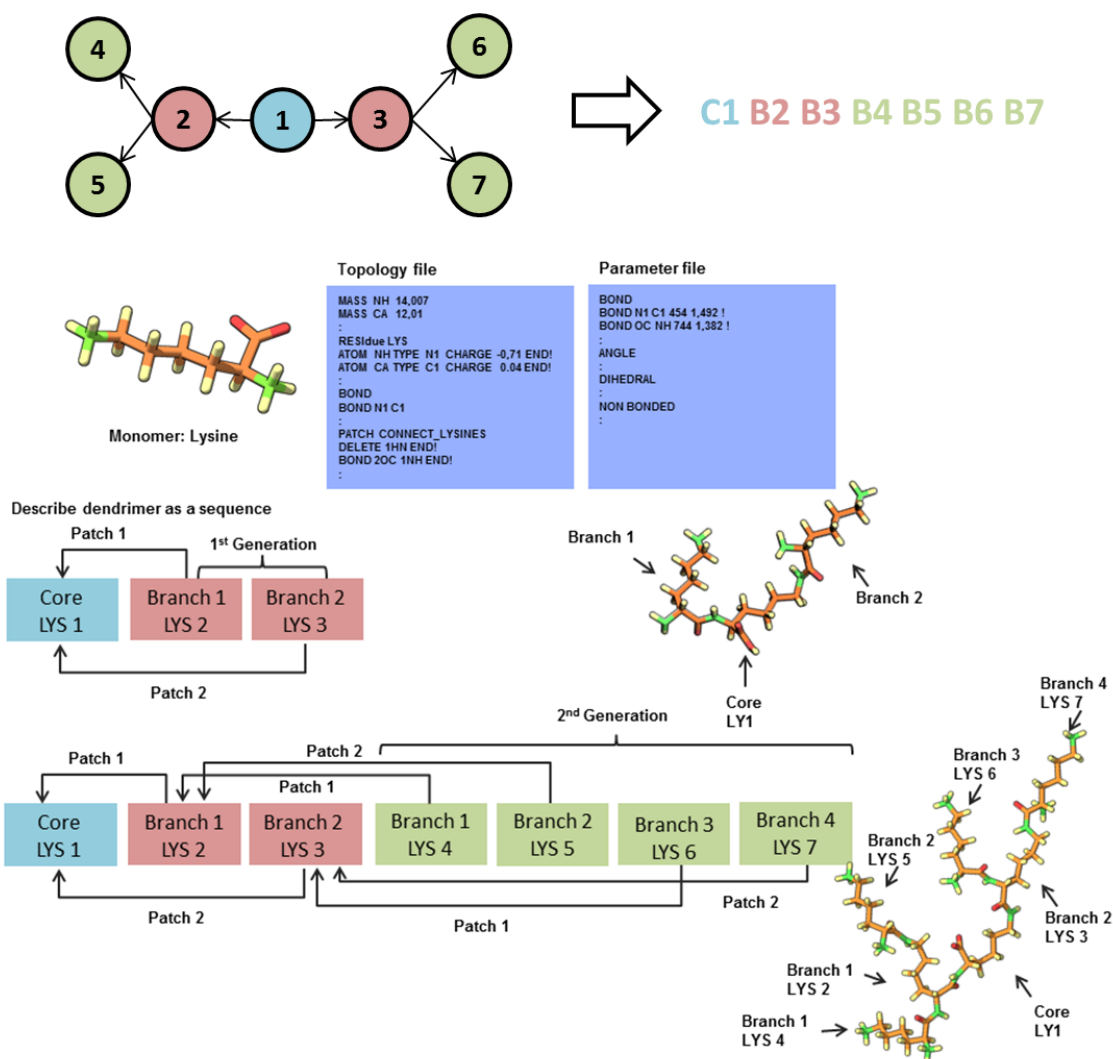 4
6
2
1
3
5
7
C1 B2 B3 B4 B5 B6 B7
Topology file
MASS NH 14,007
MASS CA 12,01
:
RESIdue LYS
ATOM NH TYPE N1 CHARGE -0,71 END!
ATOM CA TYPE C1 CHARGE 0.04 END!
:
BOND
BOND N1 C1
:
PATCH CONNECT_LYSINES
DELETE 1HN END!
BOND 2OC 1NH END!
:
Parameter file
BOND
BOND N1 C1 454 1,492 !
BOND OC NH 744 1,382 !
:
ANGLE
:
DIHEDRAL
:
NON BONDED
:
Monomer: Lysine
Describe dendrimer as a sequence
Patch 1
1st Generation
Core
LYS 1
Branch 1
LYS 2
Branch 2
LYS 3
Patch 2
Branch 1
Branch 2
Core
LY1
2nd Generation
Patch 1
Patch 2
Patch 1
Core
LYS 1
Branch 1
LYS 2
Branch 2
LYS 3
Branch 1
LYS 4
Branch 2
LYS 5
Branch 3
LYS 6
Branch 4
LYS 7
Patch 2
Patch 1
Patch 2
Branch 4
LYS 7
Branch 3
LYS 6
Branch 2
LYS 5
Branch 2
LYS 3
Branch 1
LYS 2
Core
LY1
Branch 1
LYS 4